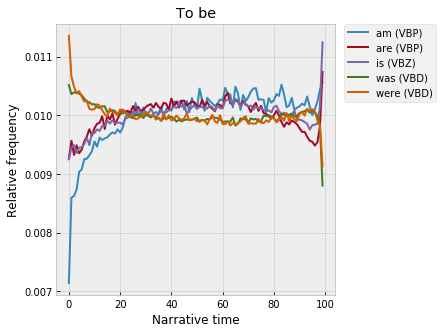 To be
Relative frequency
0.011
0.010
0.009
0.008
0.007
0
20
40
60
80
100
Narrative time
am (VBP)
are (VBP)
is (VBZ)
was (VBD)
were (VBD)